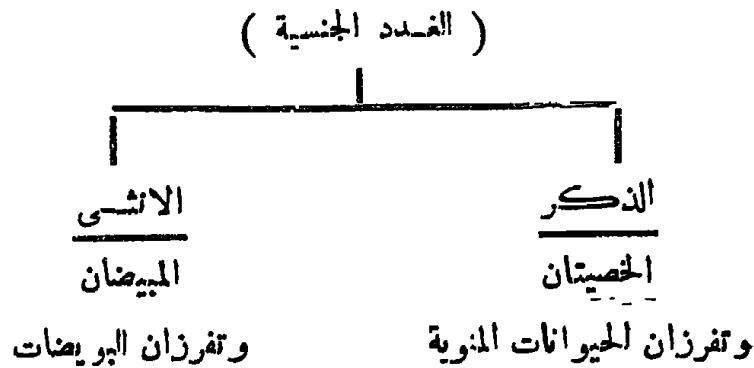 ( الغدد الجنسية )
الذكر
الخصيتان
وتفرزان الحيوانات المنوية
الانثى
المبيضان
وتفرزان البويضات